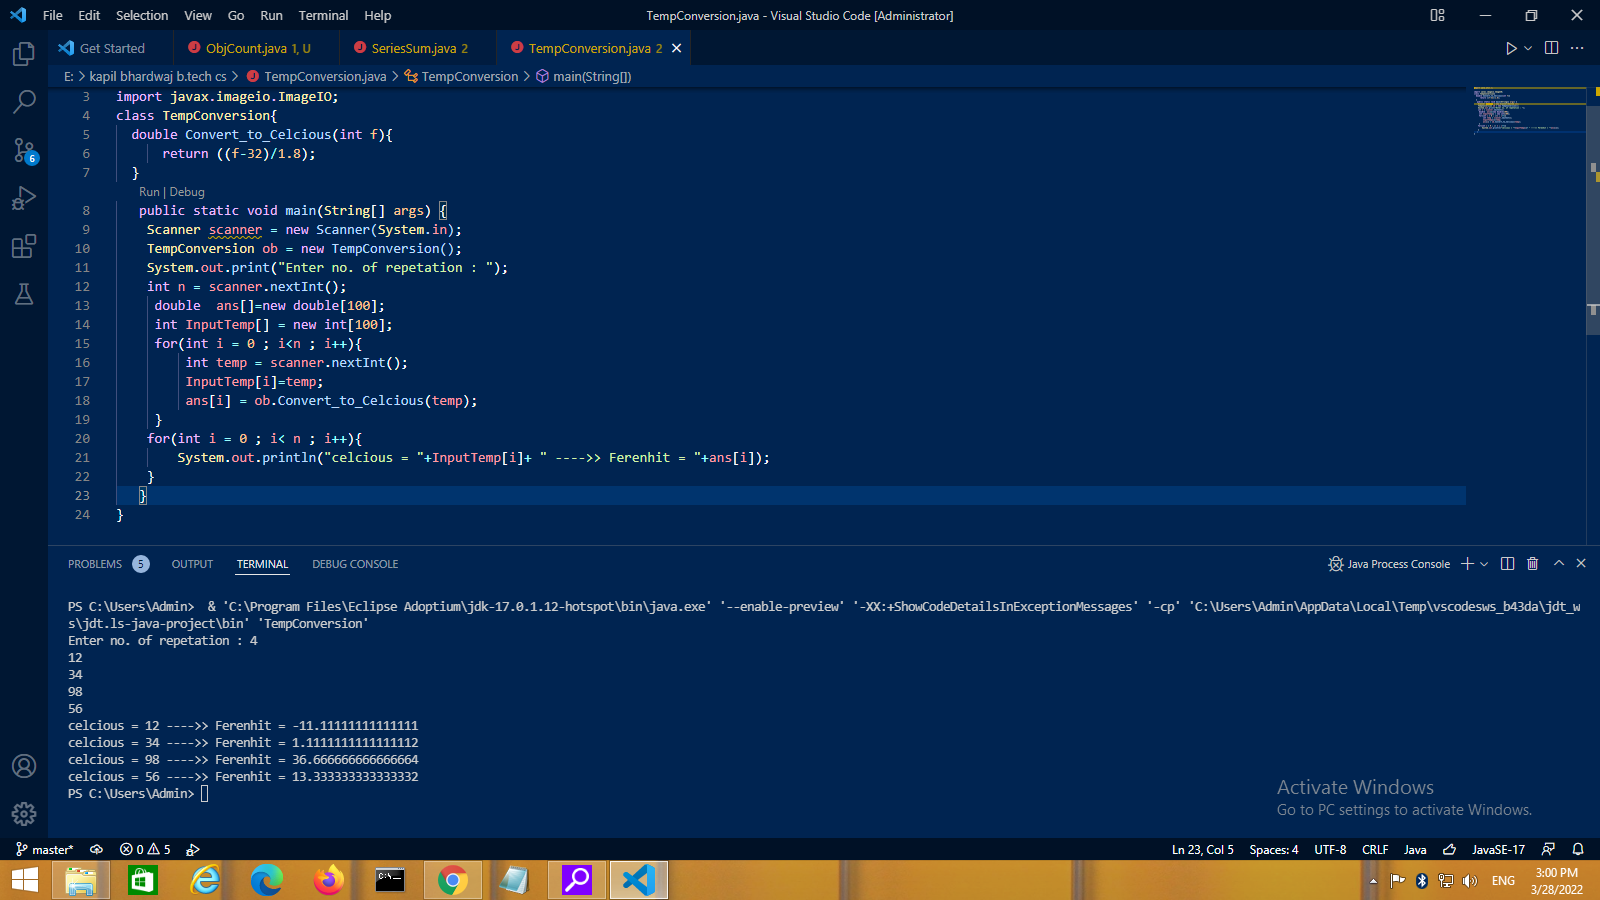 File Edit Selection View Go Run Terminal Help
TempConversion.java - Visual Studio Code [Administrator]
Get Started ObjCount.java 1, U SeriesSum.java 2 TempConversion.java 2
E: > kapil bhardwaj b.tech cs > TempConversion.java > TempConversion > main(String[])
3 import javax.imageio.ImageIO;
4 class TempConversion{
5 double Convert_to_Celcious(int f){
6 return ((f-32)/1.8);
7 }
Run | Debug
8 public static void main(String[] args) {
9 Scanner scanner = new Scanner(System.in);
10 TempConversion ob = new TempConversion();
11 System.out.print("Enter no. of repetation : ");
12 int n = scanner.nextInt();
13 double  ans[]=new double[100];
14 int InputTemp[] = new int[100];
15 for(int i = 0 ; i<n ; i++){
16 int temp = scanner.nextInt();
17 InputTemp[i]=temp;
18 ans[i] = ob.Convert_to_Celcious(temp);
19 }
20 for(int i = 0 ; i< n ; i++){
21 System.out.println("celcious = "+InputTemp[i]+ " ---->> Ferenhit = "+ans[i]);
22 }
23 }
24 }
6
PROBLEMS 5 OUTPUT TERMINAL DEBUG CONSOLE
Java Process Console
PS C:\Users\Admin>  & 'C:\Program Files\Eclipse Adoptium\jdk-17.0.1.12-hotspot\bin\java.exe' '--enable-preview' '-XX:+ShowCodeDetailsInExceptionMessages' '-cp' 'C:\Users\Admin\AppData\Local\Temp\vscodesws_b43da\jdt_w
s\jdt.ls-java-project\bin' 'TempConversion'
Enter no. of repetation : 4
12
34
98
56
celcious = 12 ---->> Ferenhit = -11.11111111111111
celcious = 34 ---->> Ferenhit = 1.1111111111111112
celcious = 98 ---->> Ferenhit = 36.666666666666664
celcious = 56 ---->> Ferenhit = 13.333333333333332
PS C:\Users\Admin>
Activate Windows
Go to PC settings to activate Windows.
master* 0 5
Ln 23, Col 5 Spaces: 4 UTF-8 CRLF Java JavaSE-17
ENG
3:00 PM
3/28/2022